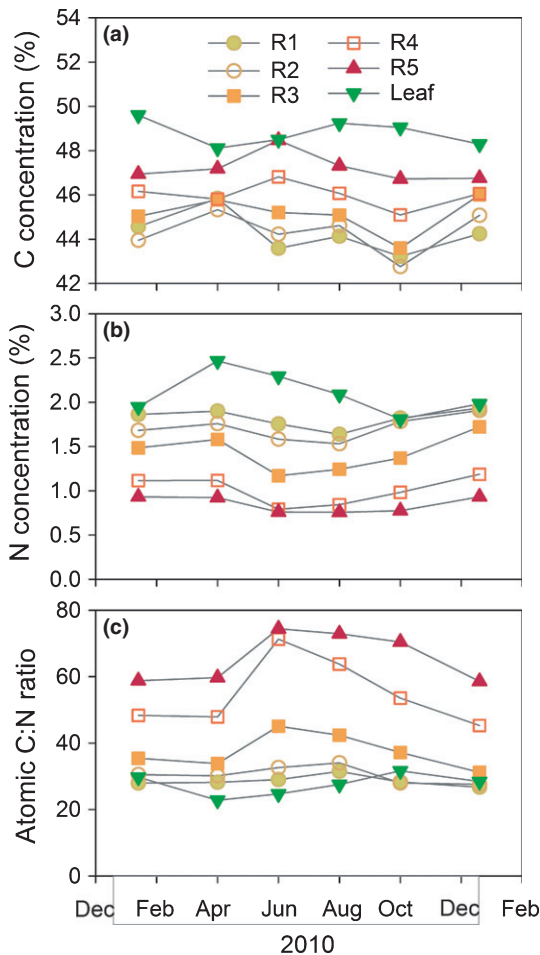 54
(a)
R1
R4
52
R2
R5
50
R3
Leaf
48
46
44
42
C concentration (%)
3.0
(b)
2.5
2.0
1.5
1.0
0.5
0.0
N concentration (%)
80
(c)
60
40
20
0
Atomic C:N ratio
Dec Feb Apr Jun Aug Oct Dec Feb
2010